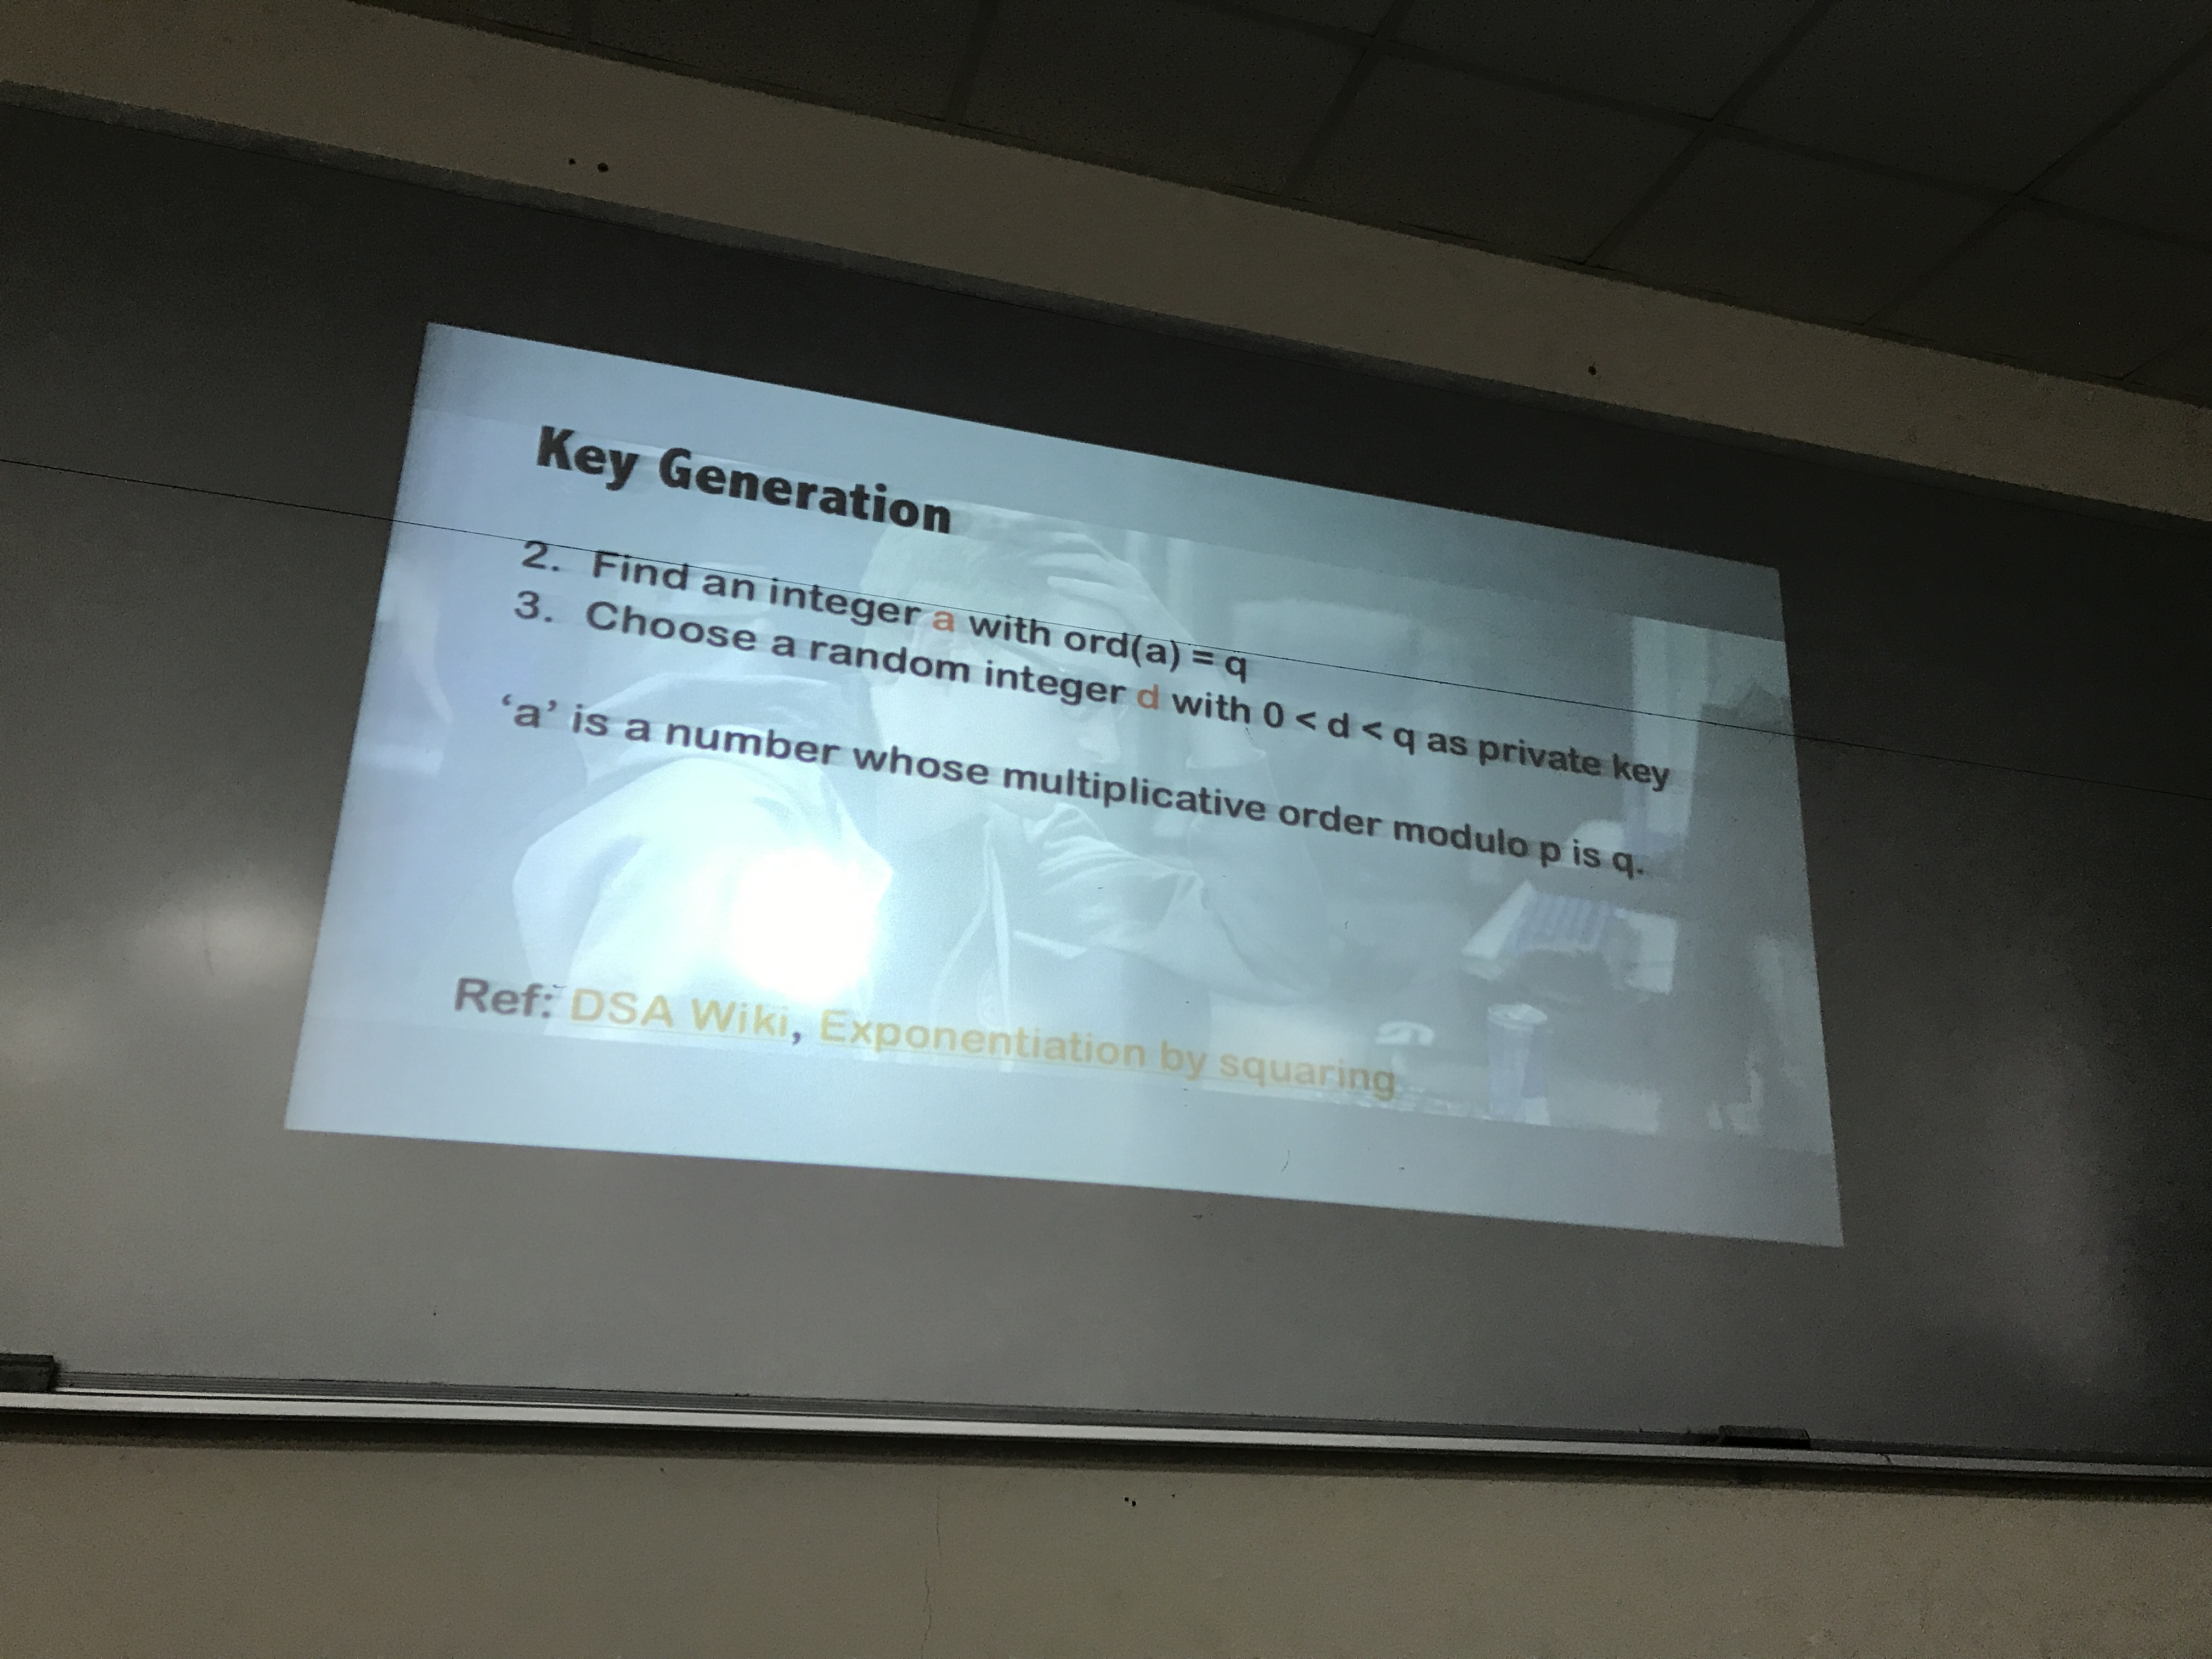 Key Generation
2. Find an integer a with ord(a) = q
3. Choose a random integer d with 0 < d < q as private key
‘a’ is a number whose multiplicative order modulo p is q.
Ref: DSA Wiki, Exponentiation by squaring